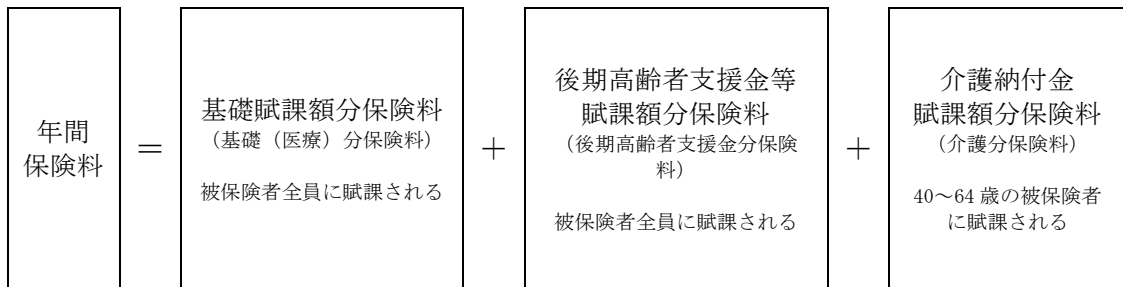 年間
保険料
=
基礎賦課額分保険料
（基礎（医療）分保険料）
被保険者全員に賦課される
+
後期高齢者支援金等
賦課額分保険料
（後期高齢者支援金分保険
料）
被保険者全員に賦課される
+
介護納付金
賦課額分保険料
（介護分保険料）
40～64 歳の被保険者
に賦課される